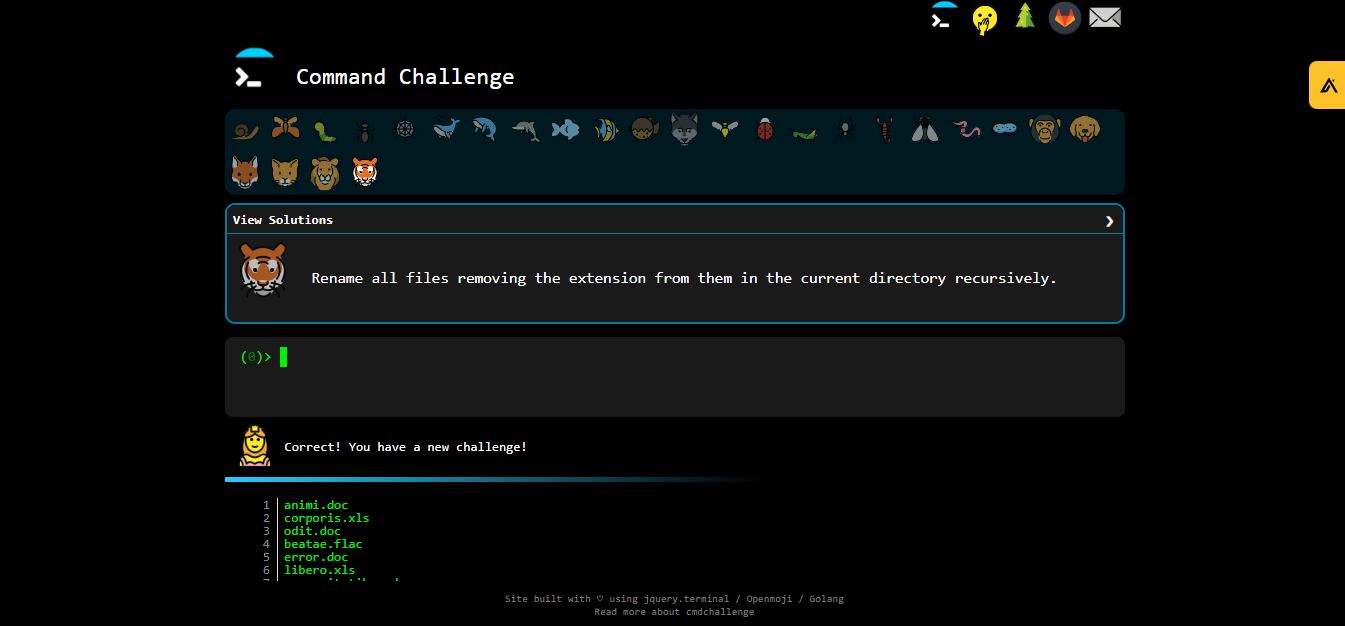 Command Challenge
View Solutions
Rename all files removing the extension from them in the current directory recursively.
(0)>
Correct! You have a new challenge!
1 animi.doc
2 corporis.xls
3 odit.doc
4 beatae.flac
5 error.doc
6 libero.xls
Site built with ♡ using jquery.terminal / Openmoji / Golang
Read more about cmdchallenge